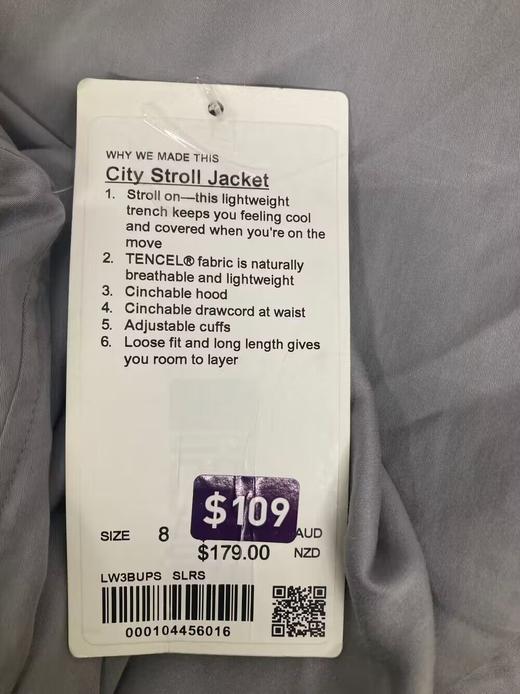 WHY WE MADE THIS
City Stroll Jacket
1. Stroll on—this lightweight
trench keeps you feeling cool
and covered when you're on the
move
2. TENCEL® fabric is naturally
breathable and lightweight
3. Cinchable hood
4. Cinchable drawcord at waist
5. Adjustable cuffs
6. Loose fit and long length gives
you room to layer
$109
SIZE 8 AUD
$179.00 NZD
LW3BUPS SLRS
000104456016